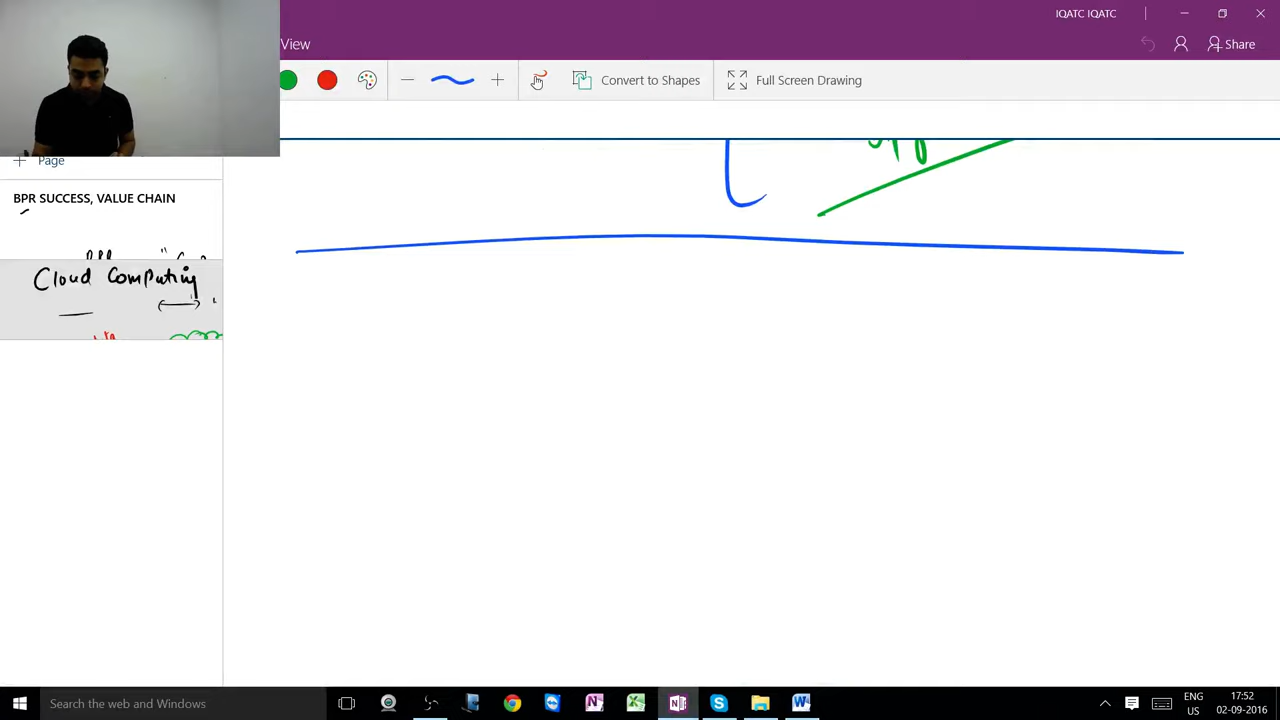 IQATC IQATC
View
Share
Convert to Shapes
Full Screen Drawing
Page
BPR SUCCESS, VALUE CHAIN
Cloud Computing
Search the web and Windows
ENG
US
17:52
02-09-2016